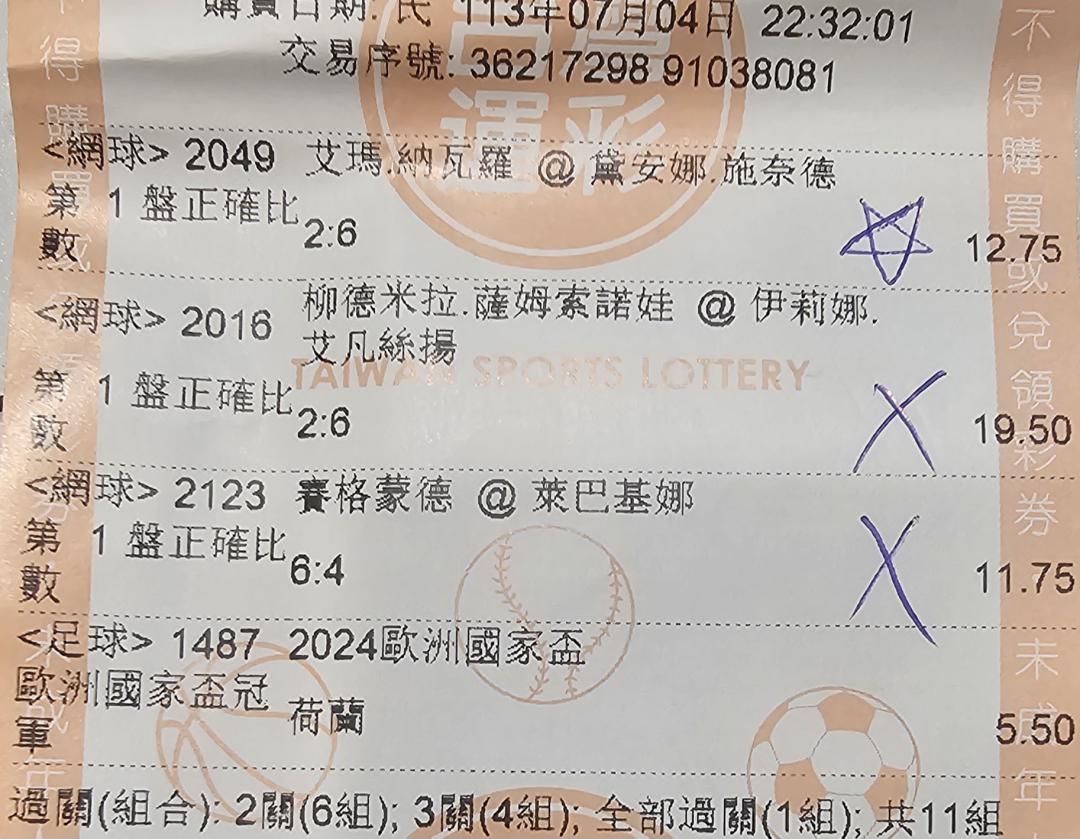 購買日期: 民 113年07月04日 22:32:01
交易序號: 36217298 91038081
台灣
運彩
<網球> 2049 艾瑪.納瓦羅 @ 黛安娜.施奈德
第 1 盤正確比
數 2:6 12.75
<網球> 2016 柳德米拉.薩姆索諾娃 @ 伊莉娜.
艾凡絲揚
TAIWAN SPORTS LOTTERY
第 1 盤正確比
數 2:6 19.50
<網球> 2123 賽格蒙德 @ 萊巴基娜
第 1 盤正確比
數 6:4 11.75
<足球> 1487 2024歐洲國家盃
歐洲國家盃冠
軍 荷蘭 5.50
過關(組合): 2關(6組); 3關(4組); 全部過關(1組); 共11組
不得購買或兌領彩券
未成年